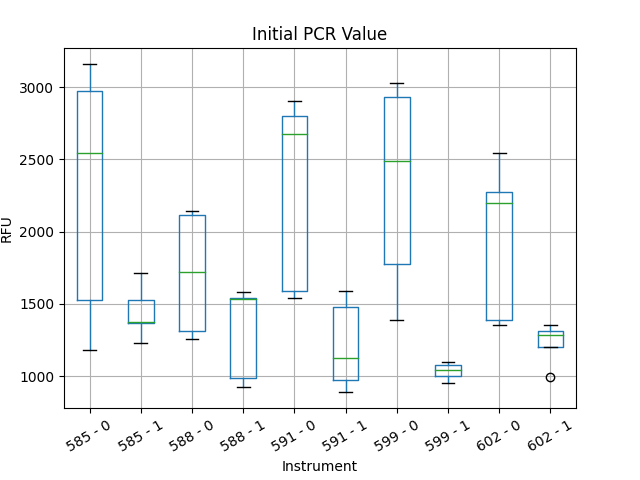 Initial PCR Value
3000
2500
2000
1500
1000
RFU
585 - 0
585 - 1
588 - 0
588 - 1
591 - 0
591 - 1
599 - 0
599 - 1
602 - 0
602 - 1
Instrument